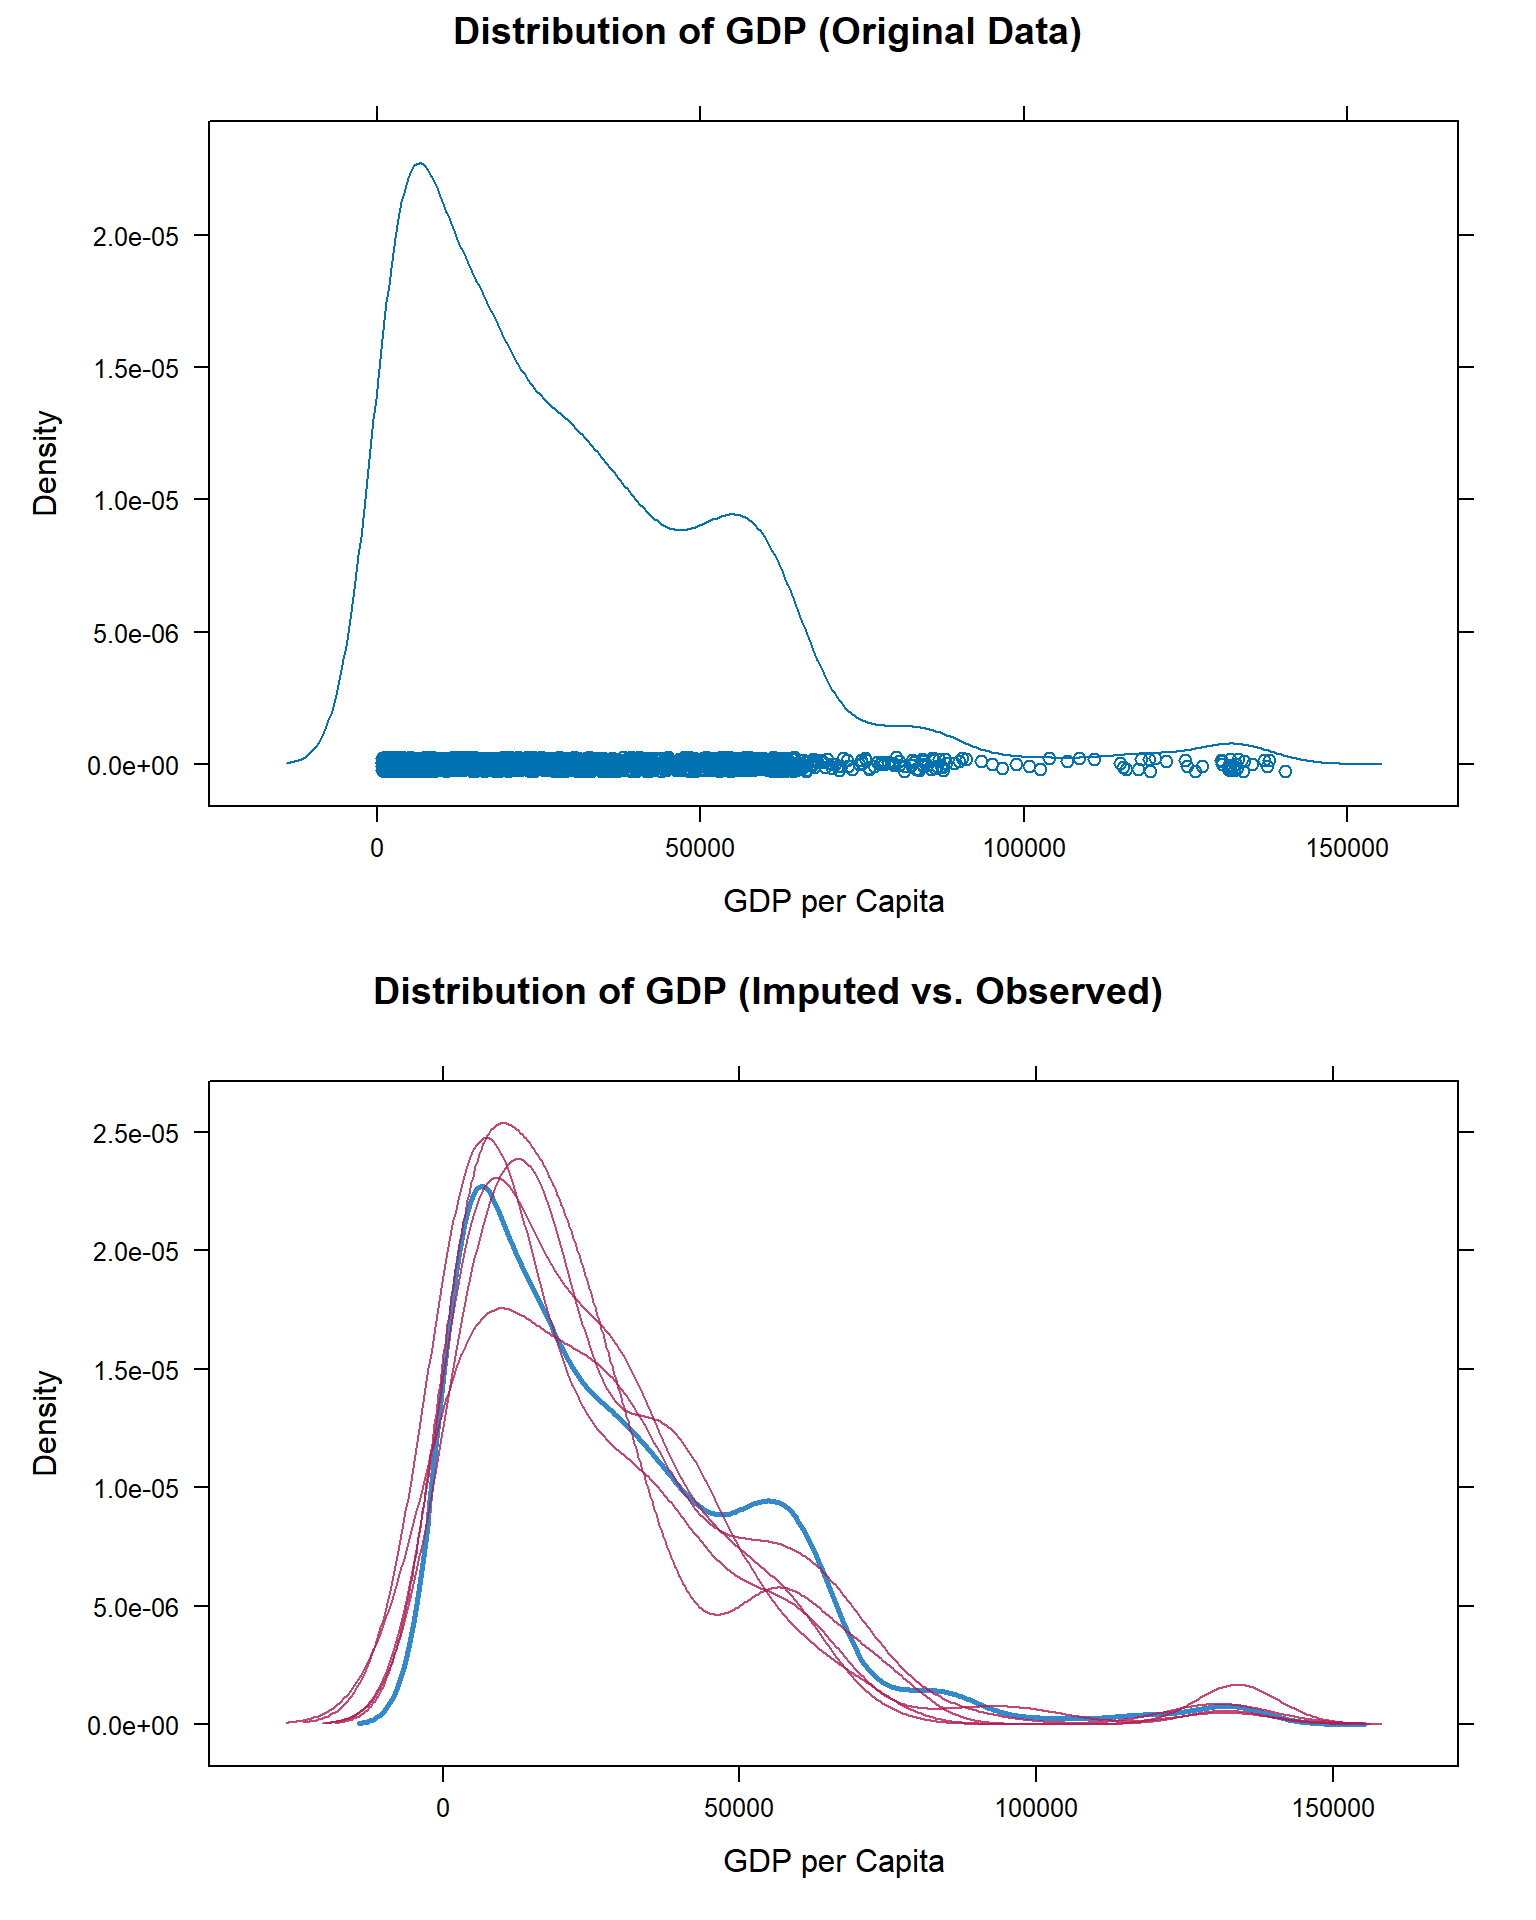 Distribution of GDP (Original Data)
2.0e-05
1.5e-05
1.0e-05
5.0e-06
0.0e+00
Density
0 50000 100000 150000
GDP per Capita
Distribution of GDP (Imputed vs. Observed)
2.5e-05
2.0e-05
1.5e-05
1.0e-05
5.0e-06
0.0e+00
Density
0 50000 100000 150000
GDP per Capita